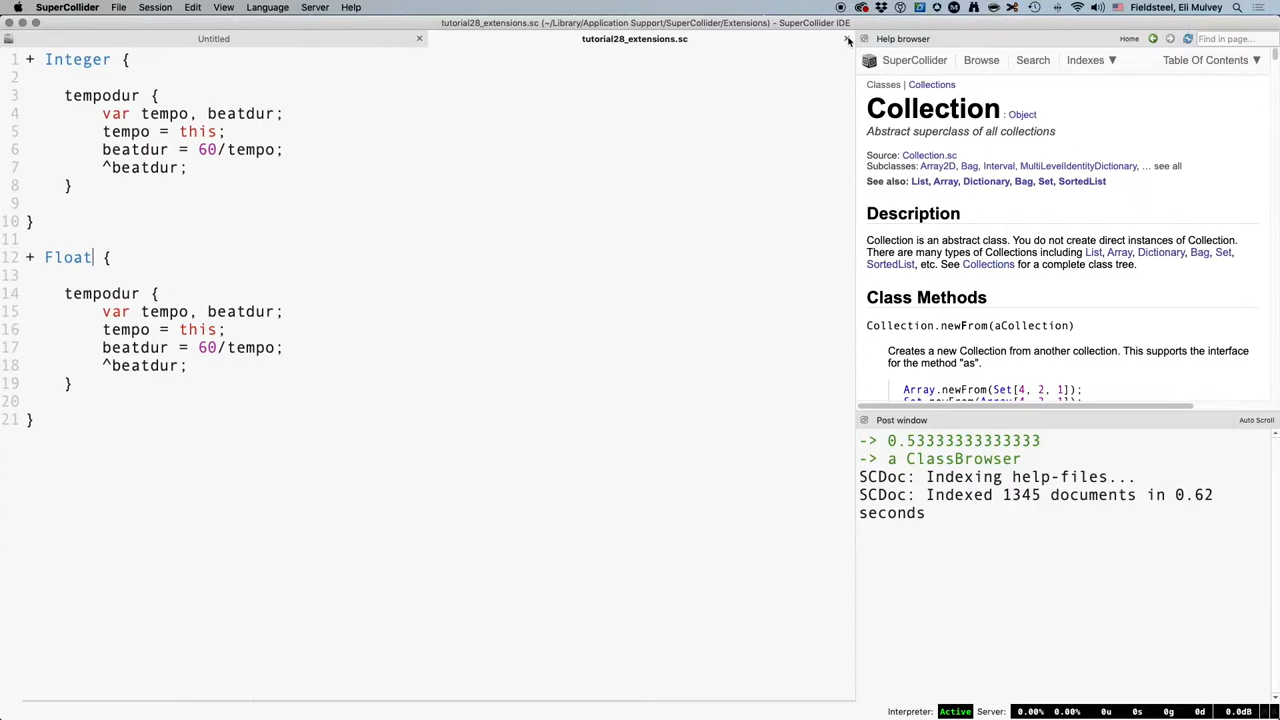 SuperCollider File Session Edit View Language Server Help
Fieldsteel, Eli Mulvey
tutorial28_extensions.sc (~/Library/Application Support/SuperCollider/Extensions) - SuperCollider IDE
Untitled
tutorial28_extensions.sc
1 + Integer {
2
3 tempodur {
4 var tempo, beatdur;
5 tempo = this;
6 beatdur = 60/tempo;
7 ^beatdur;
8 }
9
10 }
11
12 + Float {
13
14 tempodur {
15 var tempo, beatdur;
16 tempo = this;
17 beatdur = 60/tempo;
18 ^beatdur;
19 }
20
21 }
Help browser Home Find in page...
SuperCollider Browse Search Indexes ▼ Table Of Contents ▼
Classes | Collections
Collection : Object
Abstract superclass of all collections
Source: Collection.sc
Subclasses: Array2D, Bag, Interval, MultiLevelIdentityDictionary, ... see all
See also: List, Array, Dictionary, Bag, Set, SortedList
Description
Collection is an abstract class. You do not create direct instances of Collection.
There are many types of Collections including List, Array, Dictionary, Bag, Set,
SortedList, etc. See Collections for a complete class tree.
Class Methods
Collection.newFrom(aCollection)
Creates a new Collection from another collection. This supports the interface
for the method "as".
Array.newFrom(Set[4, 2, 1]);
Set.newFrom(Array[4, 2, 1]);
Post window Auto Scroll
-> 0.53333333333333
-> a ClassBrowser
SCDoc: Indexing help-files...
SCDoc: Indexed 1345 documents in 0.62
seconds
Interpreter: Active Server: 0.00% 0.00% 0u 0s 0g 0d 0.0dB